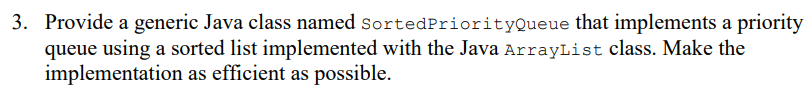 3. Provide a generic Java class named SortedPriorityQueue that implements a priority
queue using a sorted list implemented with the Java ArrayList class. Make the
implementation as efficient as possible.